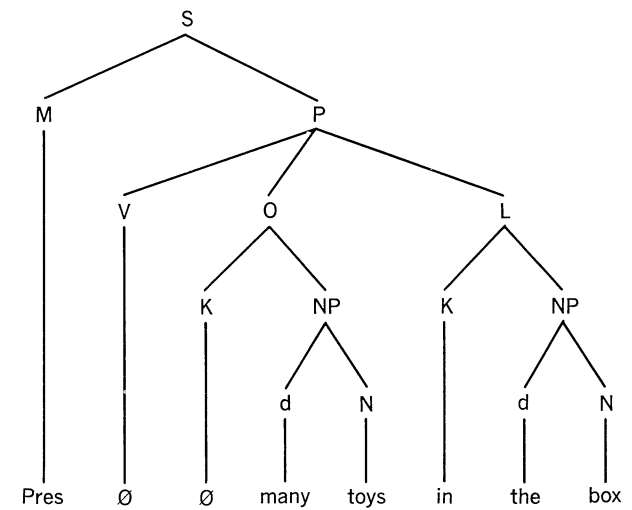 S
M P
V O L
K NP K NP
d N d N
Pres Ø Ø many toys in the box